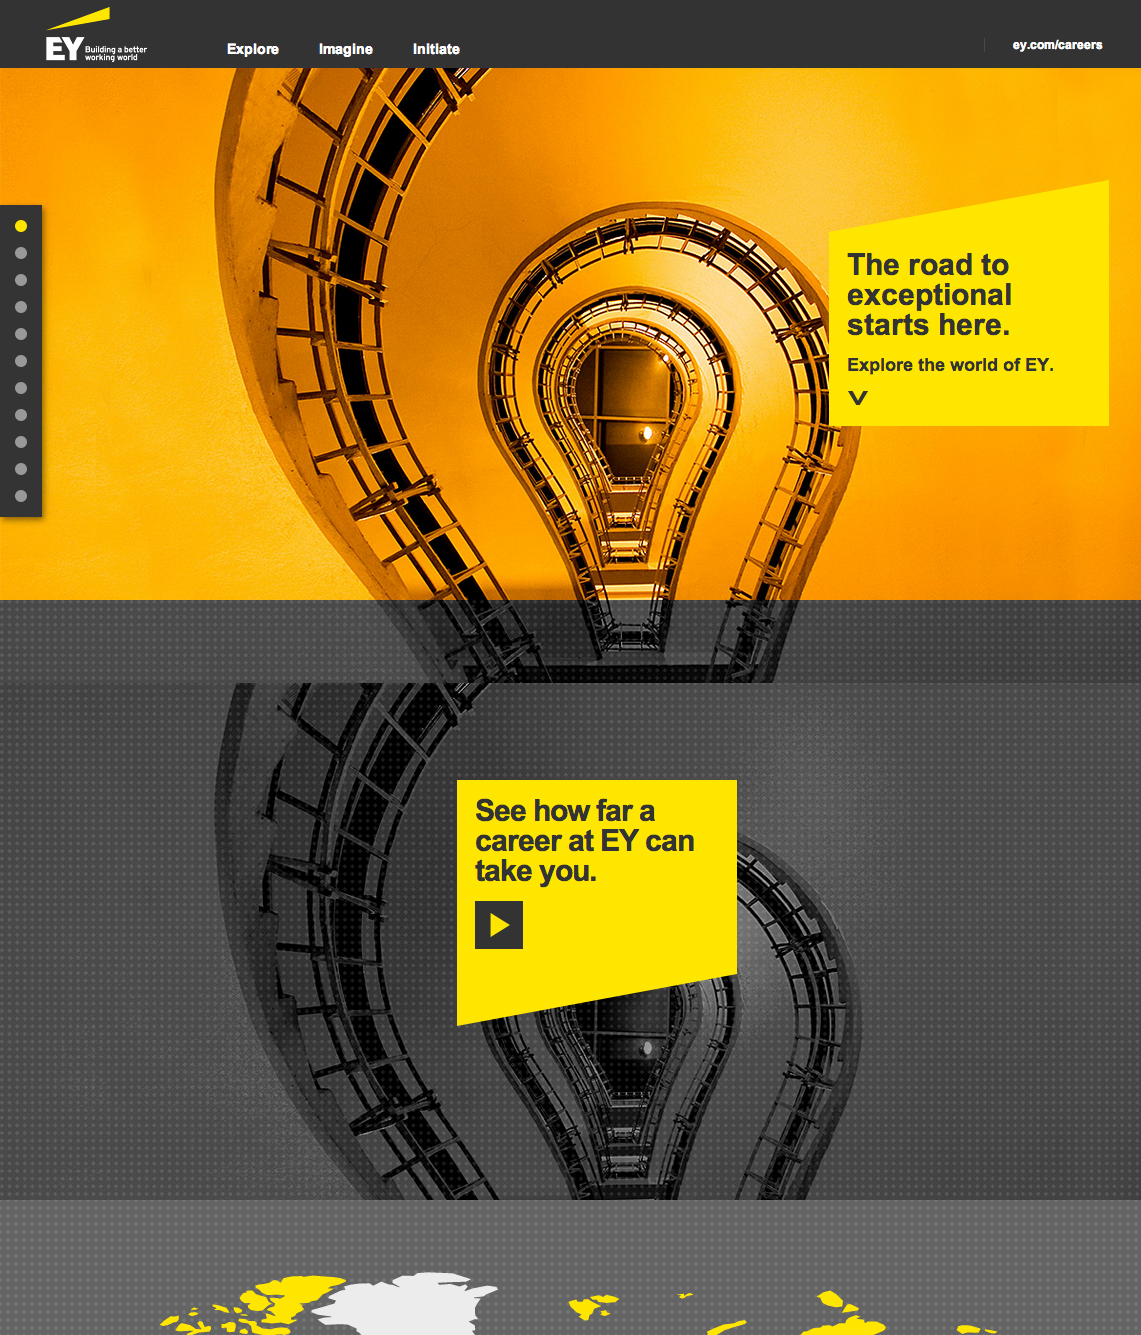 EY
Building a better
working world
Explore
Imagine
Initiate
ey.com/careers
The road to
exceptional
starts here.
Explore the world of EY.
See how far a
career at EY can
take you.